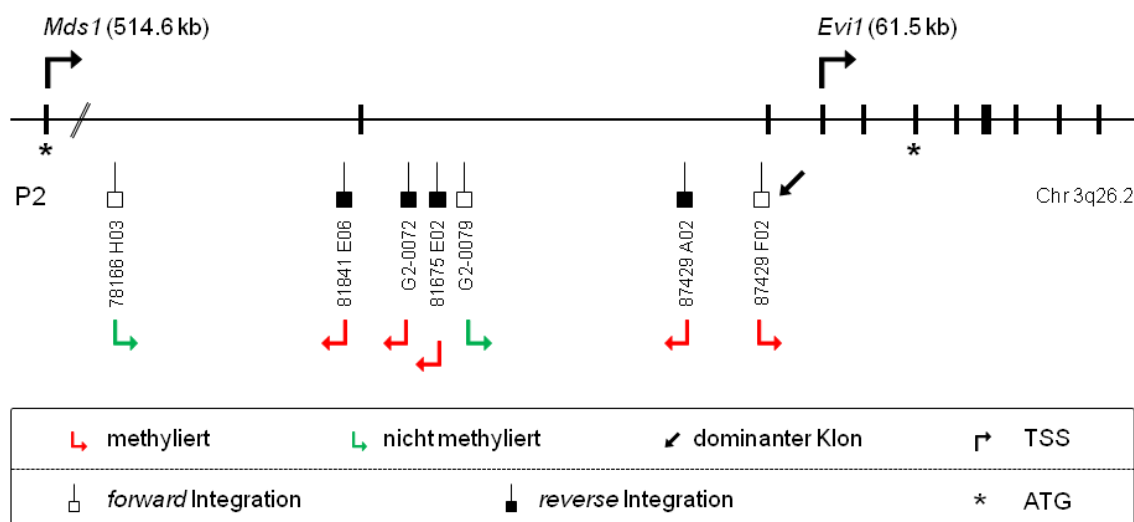 Mds1 (514.6 kb)
Evi1 (61.5 kb)
*
*
P2
Chr 3q26.2
78166 H03
81841 E06
G2-0072
81675 E02
G2-0079
87429 A02
87429 F02
methyliert
nicht methyliert
dominanter Klon
TSS
forward Integration
reverse Integration
* ATG